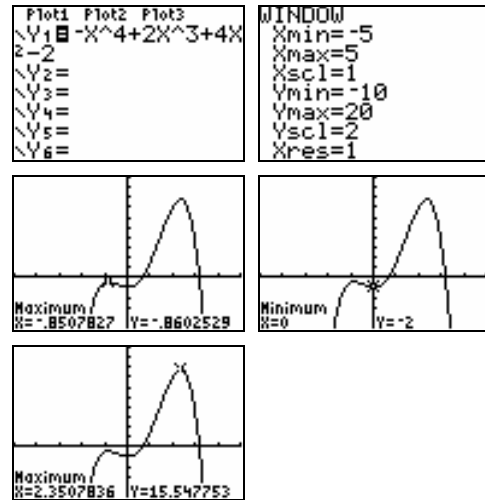 Plot1 Plot2 Plot3
\Y1=-X^4+2X^3+4X
²-2
\Y2=
\Y3=
\Y4=
\Y5=
\Y6=
WINDOW
Xmin=-5
Xmax=5
Xscl=1
Ymin=-10
Ymax=20
Yscl=2
Xres=1
Maximum
X=-.8507827 Y=-.8602529
Minimum
X=0 Y=-2
Maximum
X=2.3507836 Y=15.547753